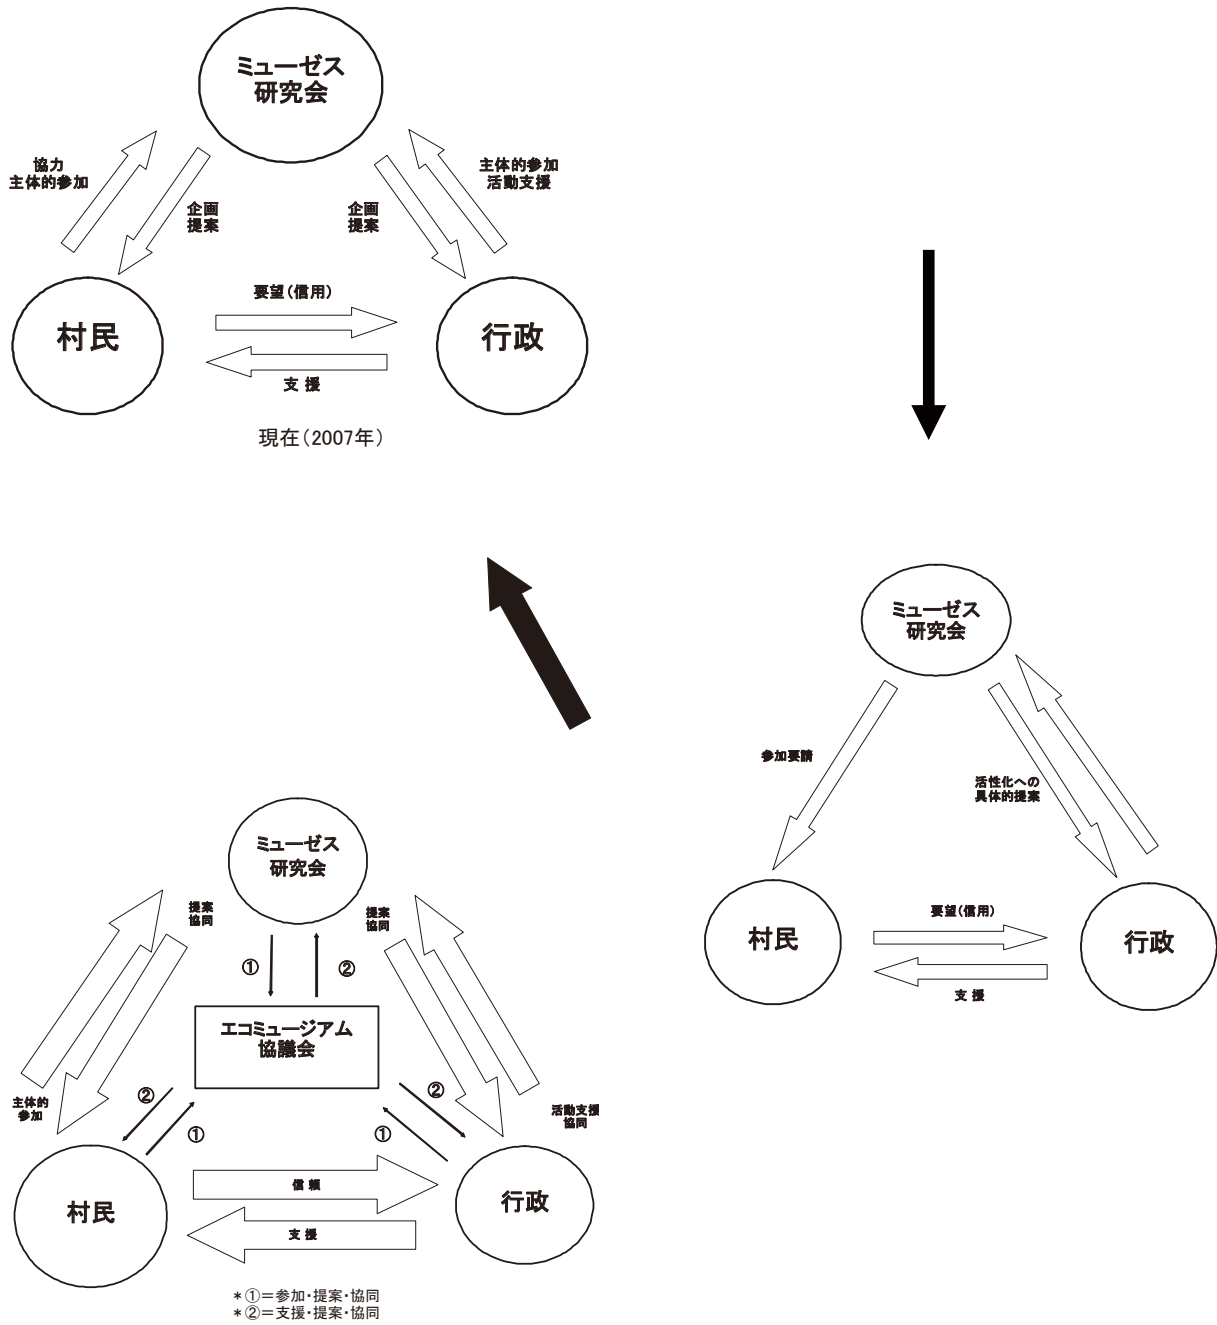 ミューゼス
研究会
協力
主体的参加
企画
提案
企画
提案
主体的参加
活動支援
要望(信用)
村民
行政
支 援
現在(2007年)
ミューゼス
研究会
参加要請
活性化への
具体的提案
要望(信用)
村民
行政
支 援
ミューゼス
研究会
提案
協同
提案
協同
①
②
エコミュージアム
協議会
主体的
参加
②
①
②
①
活動支援
協同
信 頼
村民
行政
支 援
*①=参加・提案・協同
*②=支援・提案・協同